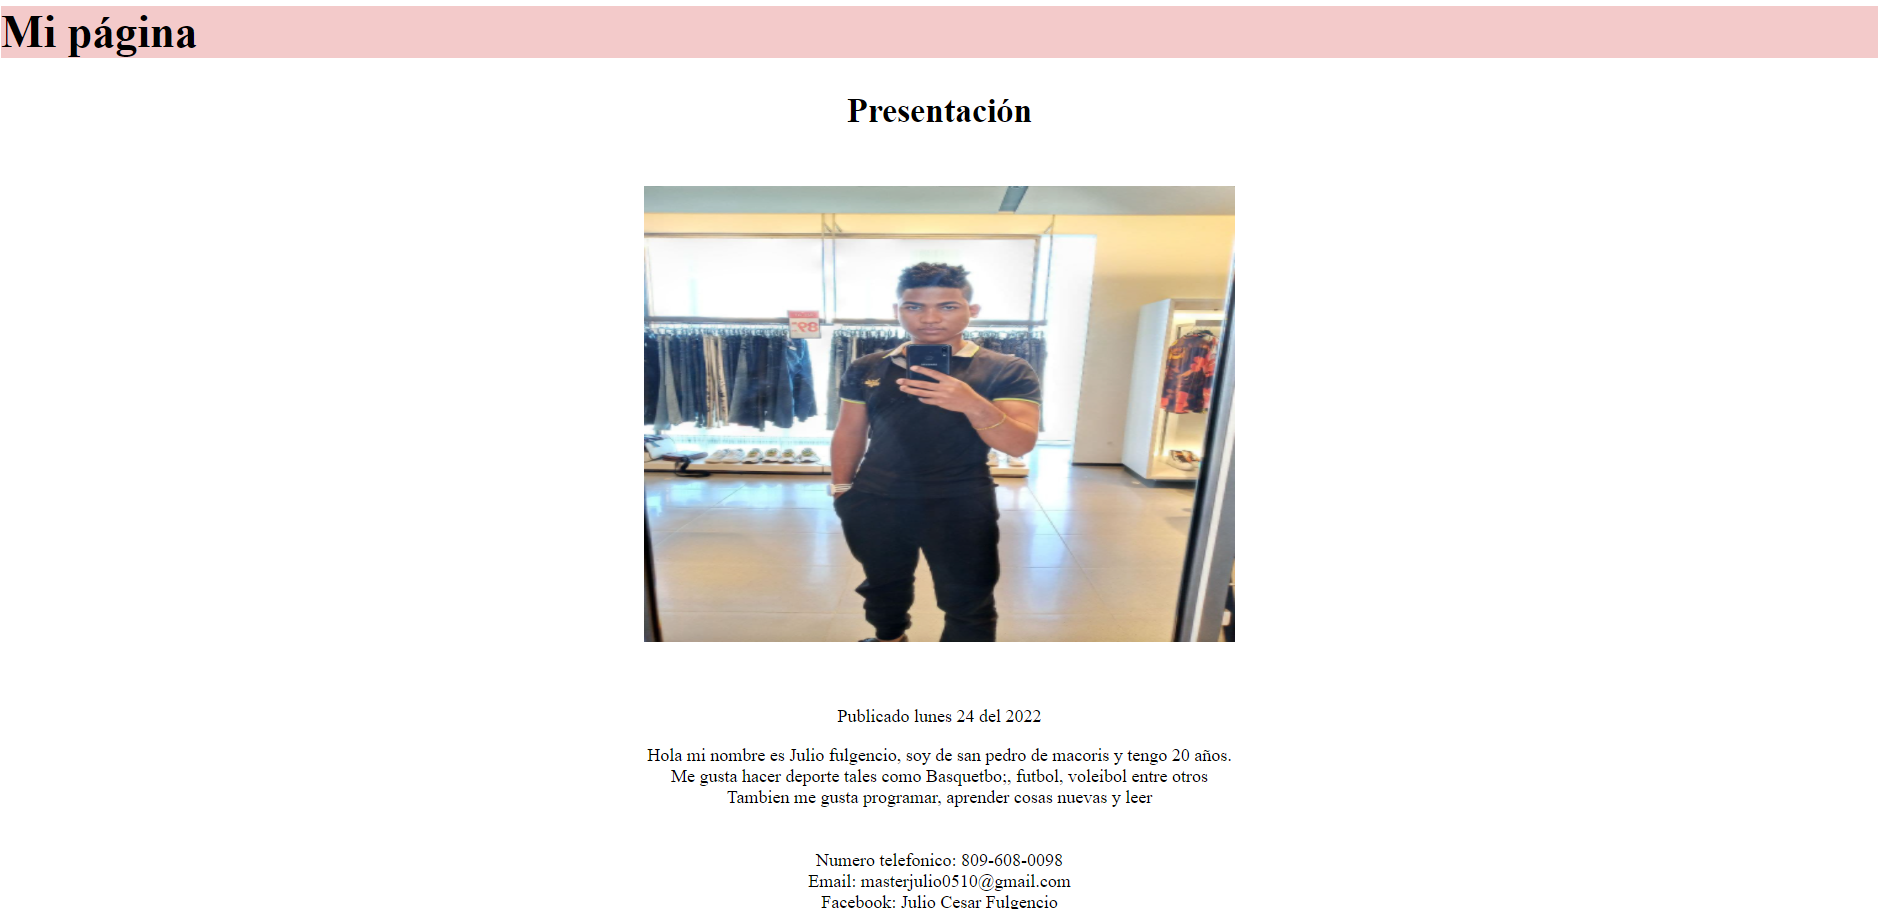 Mi página
Presentación
Publicado lunes 24 del 2022
Hola mi nombre es Julio fulgencio, soy de san pedro de macoris y tengo 20 años.
Me gusta hacer deporte tales como Basquetbo;, futbol, voleibol entre otros
Tambien me gusta programar, aprender cosas nuevas y leer
Numero telefonico: 809-608-0098
Email: masterjulio0510@gmail.com
Facebook: Julio Cesar Fulgencio